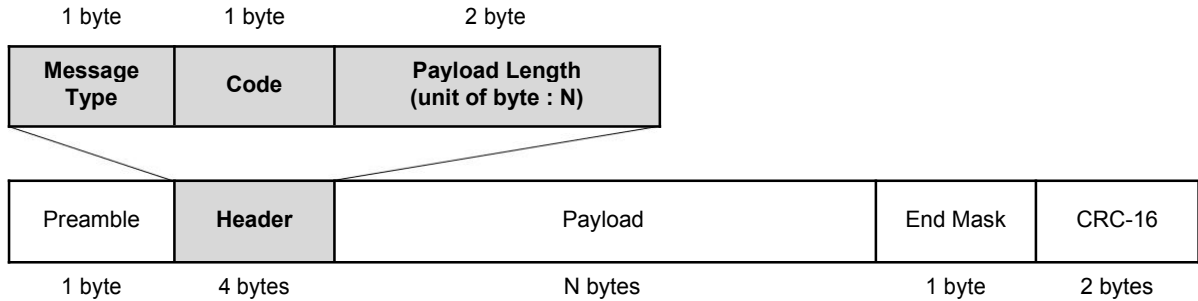 1 byte 1 byte 2 byte
Message Type Code Payload Length (unit of byte : N)
Preamble Header Payload End Mask CRC-16
1 byte 4 bytes N bytes 1 byte 2 bytes